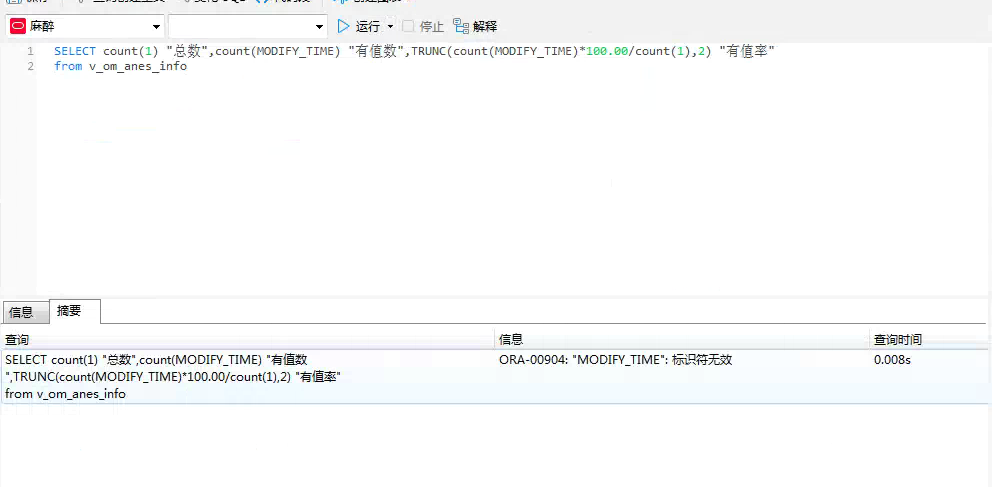 麻醉
运行
停止
解释
1 SELECT count(1) "总数",count(MODIFY_TIME) "有值数",TRUNC(count(MODIFY_TIME)*100.00/count(1),2) "有值率"
2 from v_om_anes_info
信息
摘要
查询
信息
查询时间
SELECT count(1) "总数",count(MODIFY_TIME) "有值数
",TRUNC(count(MODIFY_TIME)*100.00/count(1),2) "有值率"
from v_om_anes_info
ORA-00904: "MODIFY_TIME": 标识符无效
0.008s